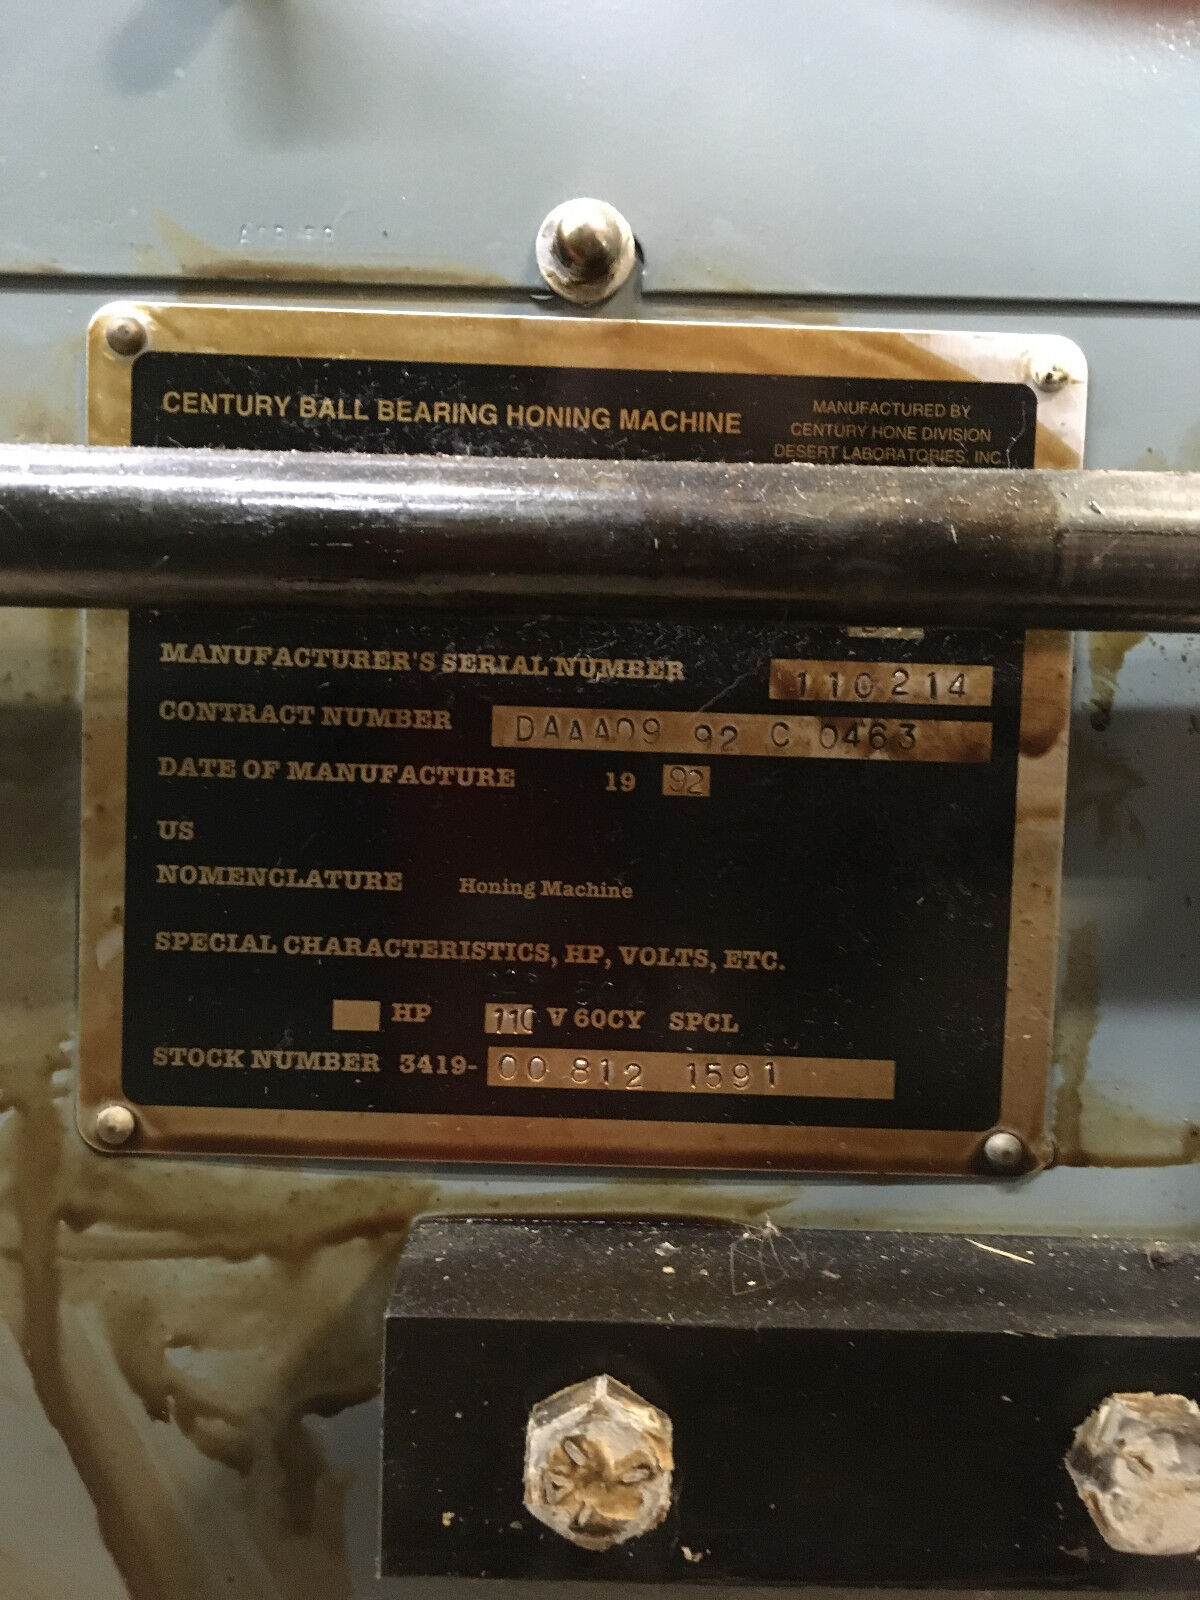 CENTURY BALL BEARING HONING MACHINE
MANUFACTURED BY
CENTURY HONE DIVISION
DESERT LABORATORIES, INC
MANUFACTURER'S SERIAL NUMBER 110214
CONTRACT NUMBER DAAA09 92 C 0463
DATE OF MANUFACTURE 19 92
US
NOMENCLATURE Honing Machine
SPECIAL CHARACTERISTICS, HP, VOLTS, ETC.
HP 110 V 60CY SPCL
STOCK NUMBER 3419- 00 812 1591